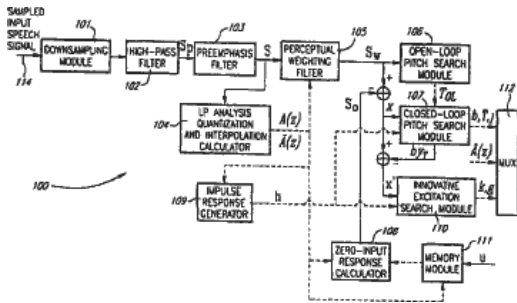 SAMPLED
INPUT
SPEECH
SIGNAL
114
101
DOWNSAMPLING
MODULE
HIGH-PASS
FILTER
102
Sp
103
PREEMPHASIS
FILTER
S
PERCEPTUAL
WEIGHTING
FILTER
105
Sw
106
OPEN-LOOP
PITCH SEARCH
MODULE
TOL
So
+
-
x
107
CLOSED-LOOP
PITCH SEARCH
MODULE
b,T,j
112
MUX
104
LP ANALYSIS
QUANTIZATION
AND INTERPOLATION
CALCULATOR
A(z)
Â(z)
+
-
byT
Â(z)
100
109
IMPULSE
RESPONSE
GENERATOR
h
x'
INNOVATIVE
EXCITATION
SEARCH MODULE
110
k,g
108
ZERO-INPUT
RESPONSE
CALCULATOR
111
MEMORY
MODULE
u